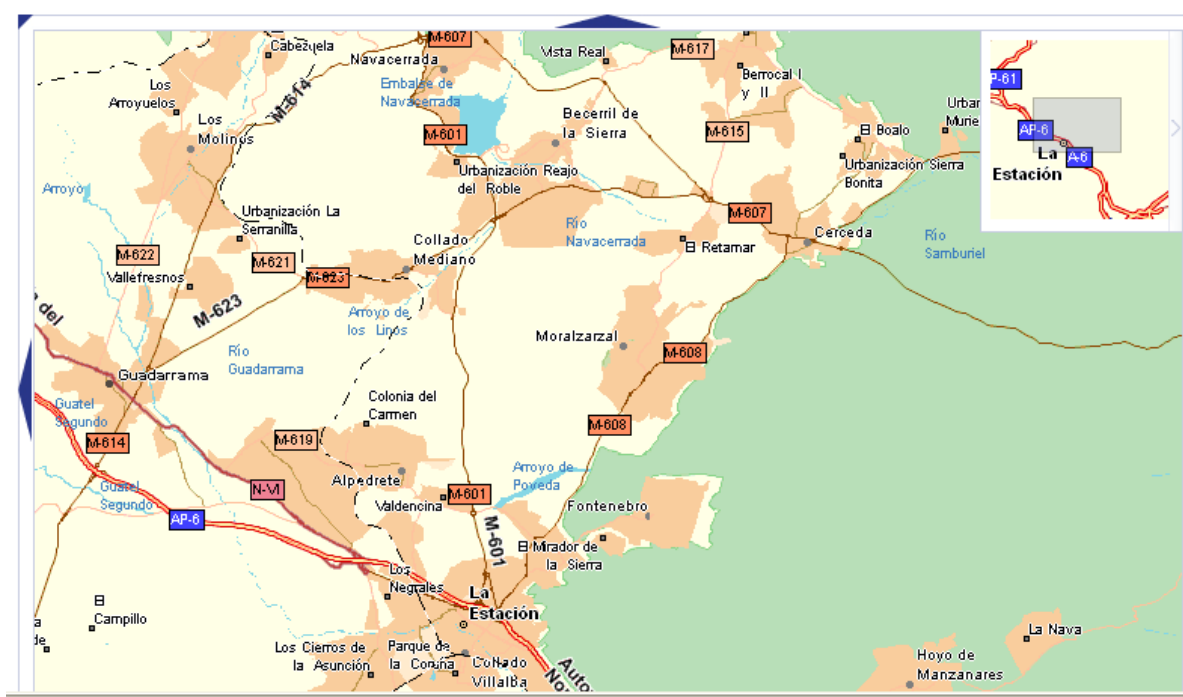 M-607
Cabezuela
Navacerrada
Vista Real
M-617
Berrocal I
y II
Los
Arroyuelos
M-614
Embalse de
Navacerrada
Becerril de
la Sierra
P-61
AP-6
La
Estación
A-6
Los
Molinos
M-601
M-615
El Boalo
Urbanización Reajo
del Roble
Urbanización Sierra
Bonita
Arroyo
Urbanización La
Serranilla
M-607
Río
Navacerrada
Cerceda
Río
Samburiel
Collado
Mediano
El Retamar
M-622
M-621
M-623
Vallefresnos
M-623
Arroyo de
los Linos
del
Río
Guadarrama
Moralzarzal
M-608
Guadarrama
Colonia del
Carmen
Guatel
Segundo
M-614
M-619
M-608
Alpedrete
Arroyo de
Poveda
Guatel
Segundo
N-VI
Valdencina
M-601
Fontenebro
AP-6
M-601
El Mirador de
la Sierra
Los
Negrales
La
Estación
El
Campillo
La Nava
Los Cierros de
la Asunción
Parque de
la Coruña
Collado
Villalba
Hoyo de
Manzanares